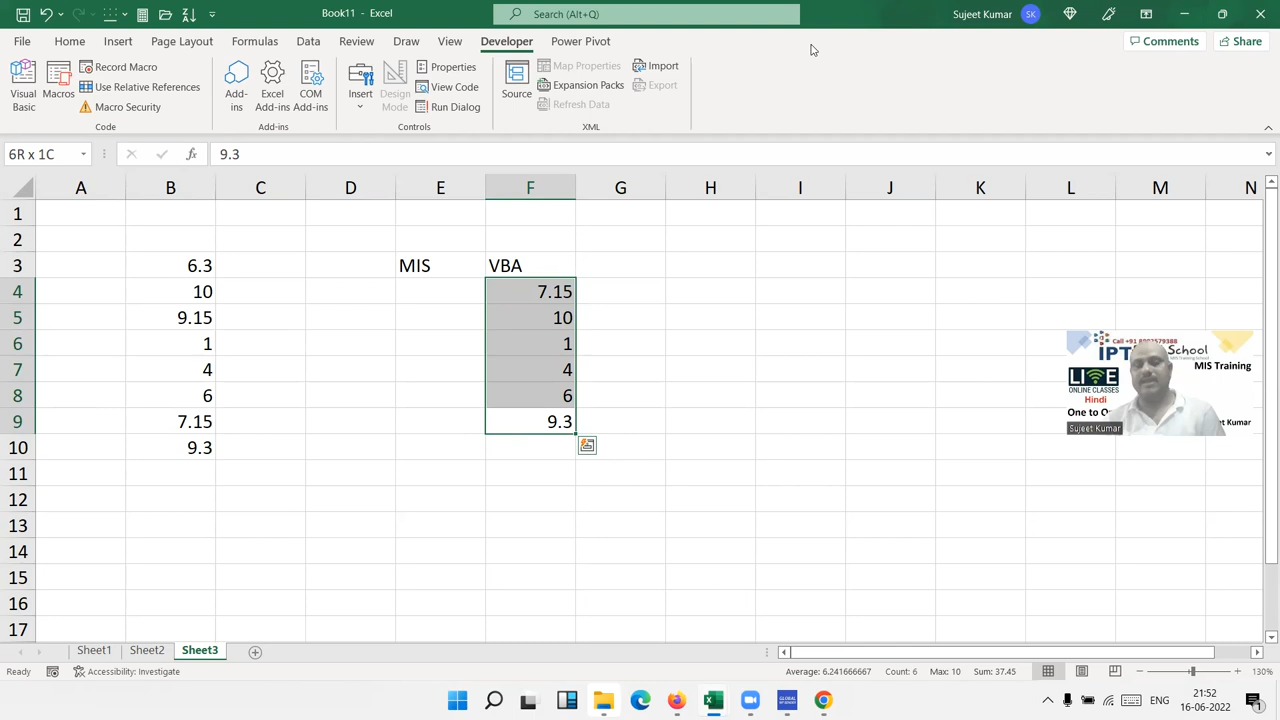 Book11 - Excel
Search (Alt+Q)
Sujeet Kumar
SK
File Home Insert Page Layout Formulas Data Review Draw View Developer Power Pivot
Comments
Share
Visual Basic
Macros
Record Macro
Use Relative References
Macro Security
Code
Add-ins
Excel Add-ins
COM Add-ins
Add-ins
Insert
Design Mode
Properties
View Code
Run Dialog
Controls
Source
Map Properties
Expansion Packs
Refresh Data
Import
Export
XML
6R x 1C
fx
9.3
A B C D E F G H I J K L M N
1
2
3 6.3 MIS VBA
4 10 7.15
5 9.15 10
6 1 1
7 4 4
8 6 6
9 7.15 9.3
10 9.3
11
12
13
14
15
16
17
School
MIS Training
LIVE
ONLINE CLASSES
Hindi
One to
Sujeet Kumar
Sheet1 Sheet2 Sheet3
Ready
Accessibility: Investigate
Average: 6.241666667 Count: 6 Max: 10 Sum: 37.45
130%
ENG
21:52
16-06-2022